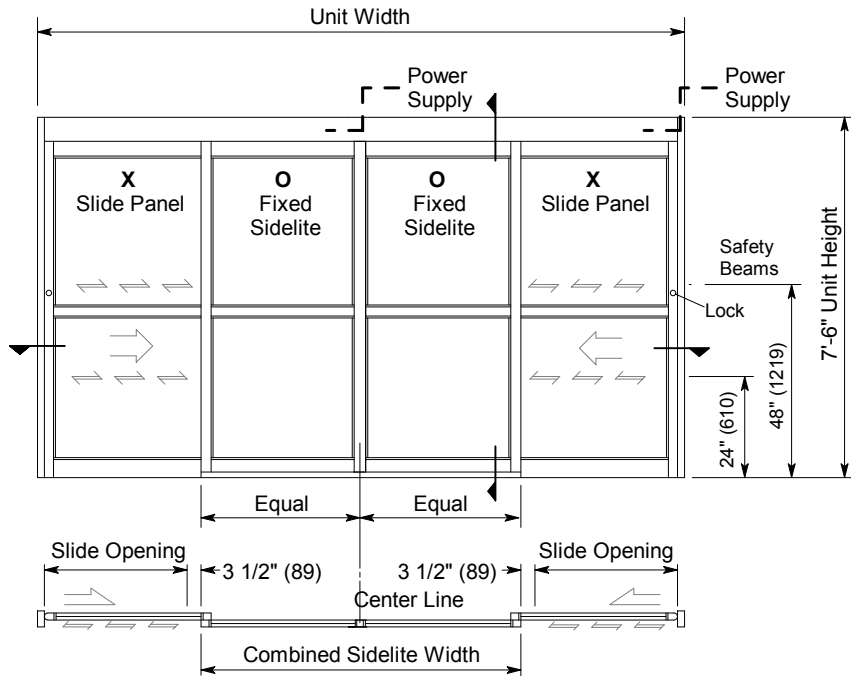 Unit Width
Power
Supply
Power
Supply
X
Slide Panel
O
Fixed
Sidelite
O
Fixed
Sidelite
X
Slide Panel
Safety
Beams
Lock
7'-6" Unit Height
48" (1219)
24" (610)
Equal
Equal
Slide Opening
3 1/2" (89)
3 1/2" (89)
Slide Opening
Center Line
Combined Sidelite Width